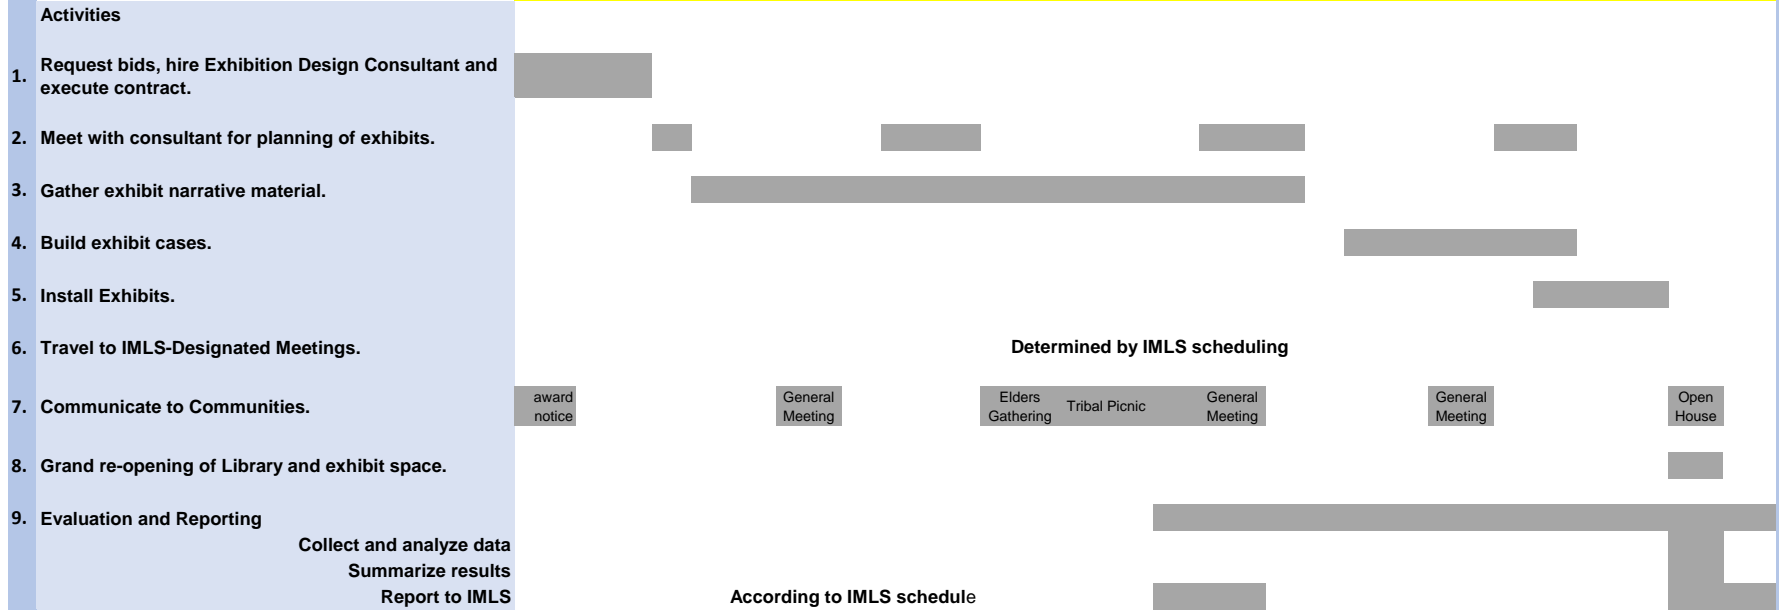 Activities
1. Request bids, hire Exhibition Design Consultant and
execute contract.
2. Meet with consultant for planning of exhibits.
3. Gather exhibit narrative material.
4. Build exhibit cases.
5. Install Exhibits.
6. Travel to IMLS-Designated Meetings. Determined by IMLS scheduling
7. Communicate to Communities.
award
notice
General
Meeting
Elders
Gathering
Tribal Picnic
General
Meeting
General
Meeting
Open
House
8. Grand re-opening of Library and exhibit space.
9. Evaluation and Reporting
Collect and analyze data
Summarize results
Report to IMLS According to IMLS schedule